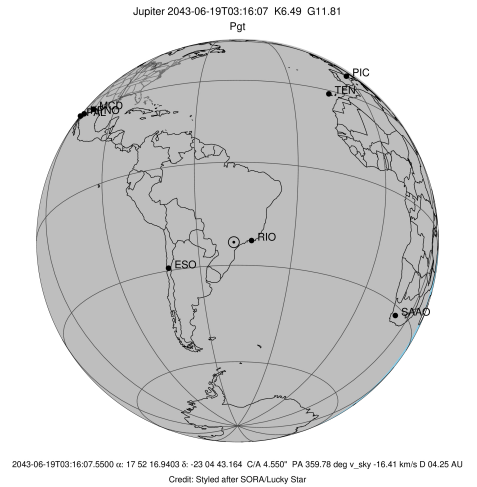 Jupiter 2043-06-19T03:16:07 K6.49 G11.81
Pgt
PIC
TEN
MCD
RIO
ESO
SAAO
2043-06-19T03:16:07.5500 α: 17 52 16.9403 δ: -23 04 43.164 C/A 4.550" PA 359.78 deg v_sky -16.41 km/s D 04.25 AU
Credit: Styled after SORA/Lucky Star